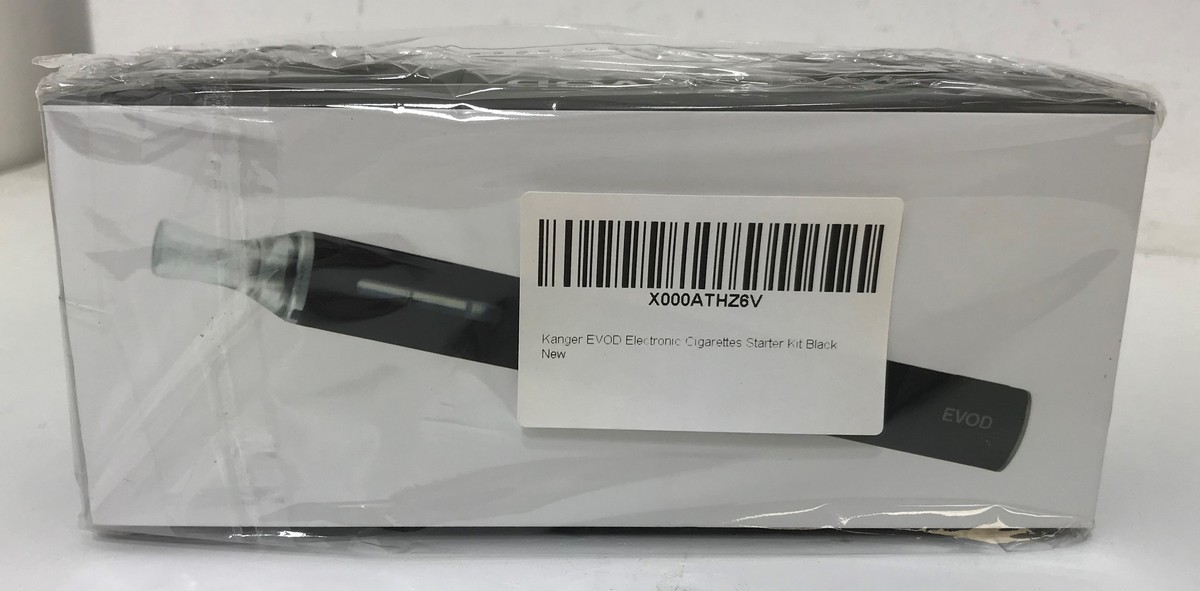 X000ATHZ6V
Kanger EVOD Electronic Cigarettes Starter Kit Black
New
EVOD